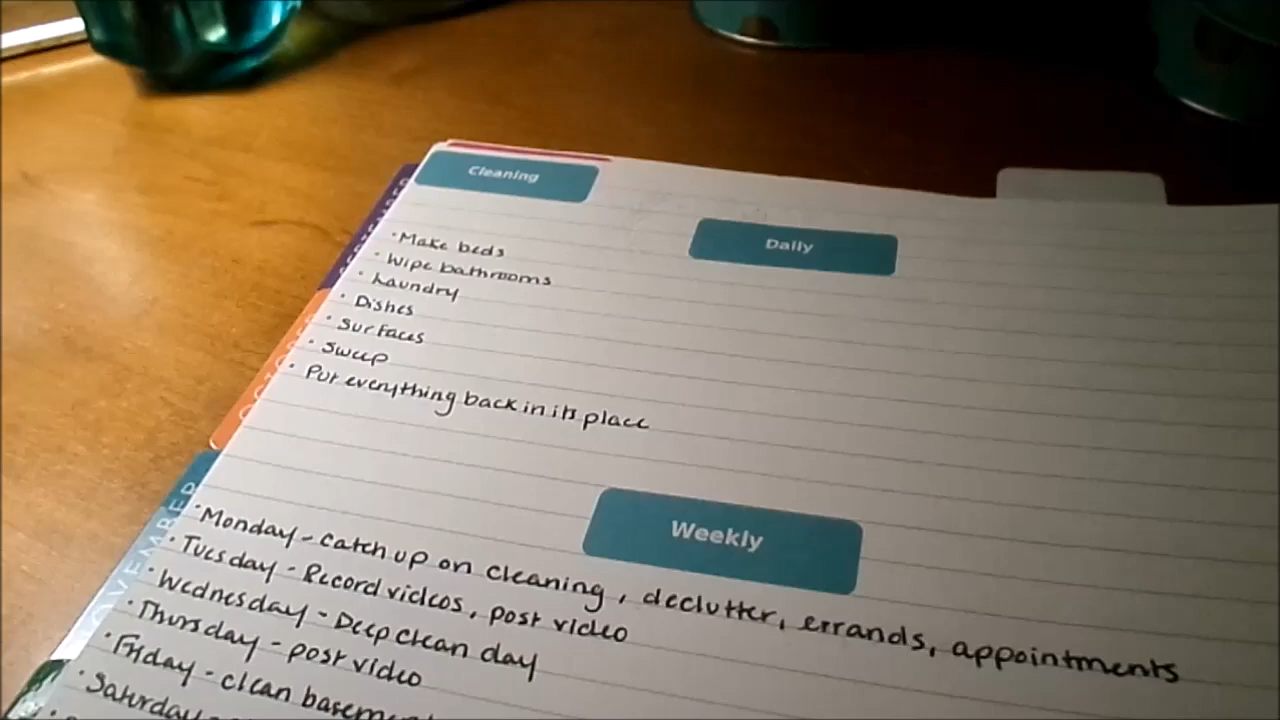 Cleaning
Daily
· Make beds
· Wipe bathrooms
· Laundry
· Dishes
· Surfaces
· Sweep
· Put everything back in its place
Weekly
· Monday - catch up on cleaning, declutter, errands, appointments
· Tuesday - Record videos, post video
· Wednesday - Deep clean day
· Thursday - post video
· Friday - clean
· Saturday -